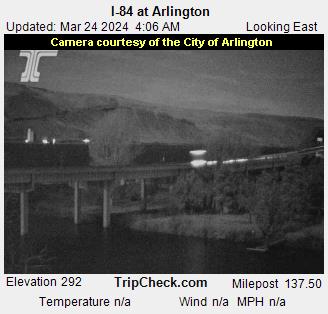 I-84 at Arlington
Updated: Mar 24 2024 4:06 AM Looking East
Camera courtesy of the City of Arlington
Elevation 292 TripCheck.com Milepost 137.50
Temperature n/a Wind n/a MPH n/a